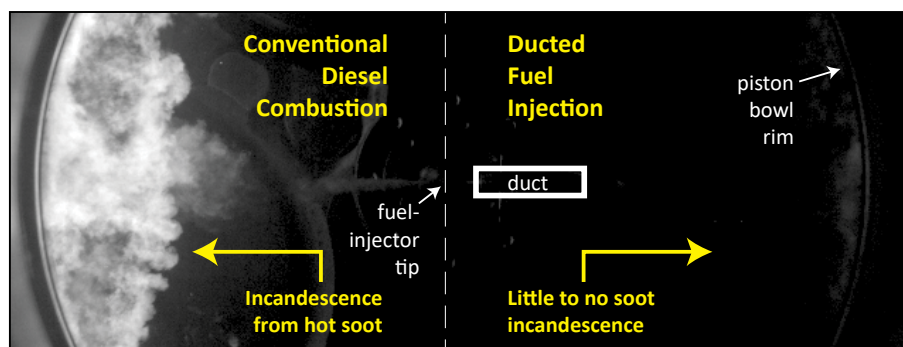 Conventional
Diesel
Combustion
Ducted
Fuel
Injection
piston
bowl
rim
duct
fuel-
injector
tip
Incandescence
from hot soot
Little to no soot
incandescence